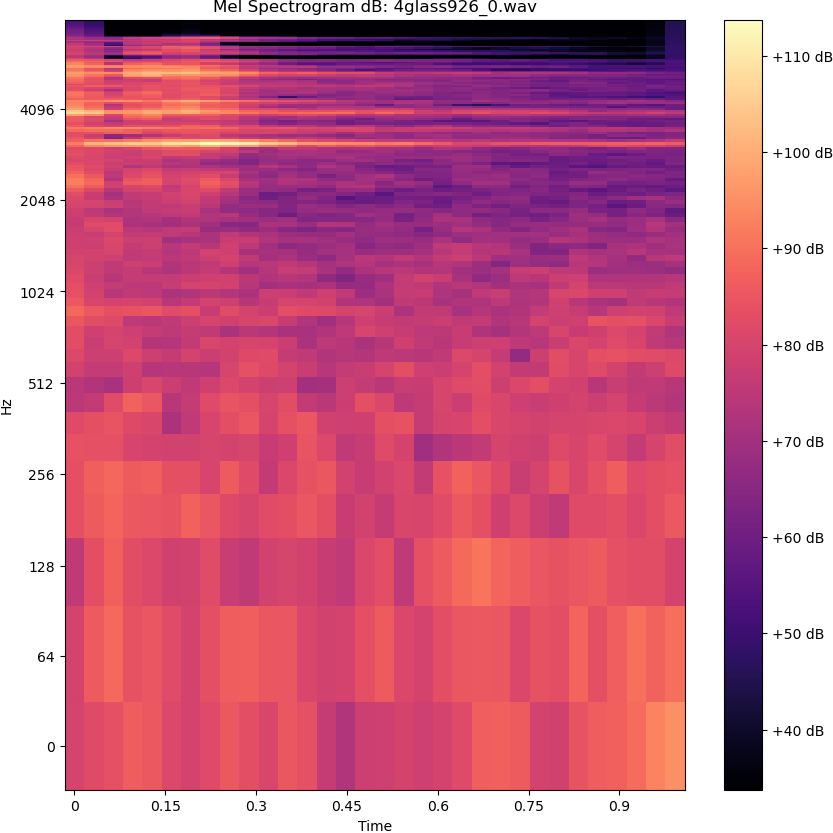 Mel Spectrogram dB: 4glass926_0.wav
Hz
4096
2048
1024
512
256
128
64
0
0
0.15
0.3
0.45
0.6
0.75
0.9
Time
+110 dB
+100 dB
+90 dB
+80 dB
+70 dB
+60 dB
+50 dB
+40 dB